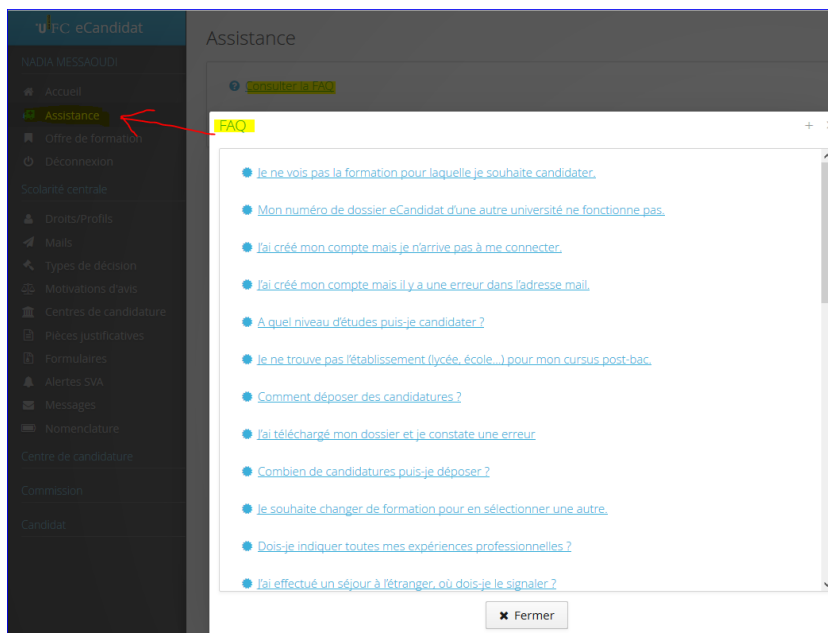 UFC eCandidat
NADIA MESSAOUDI
Accueil
Assistance
Offre de formation
Déconnexion
Scolarité centrale
Droits/Profils
Mails
Types de décision
Motivations d'avis
Centres de candidature
Pièces justificatives
Formulaires
Alertes SVA
Messages
Nomenclature
Centre de candidature
Commission
Candidat
Assistance
Consulter la FAQ
FAQ
Je ne vois pas la formation pour laquelle je souhaite candidater.
Mon numéro de dossier eCandidat d'une autre université ne fonctionne pas.
J'ai créé mon compte mais je n'arrive pas à me connecter.
J'ai créé mon compte mais il y a une erreur dans l'adresse mail.
A quel niveau d'études puis-je candidater ?
Je ne trouve pas l'établissement (lycée, école...) pour mon cursus post-bac.
Comment déposer des candidatures ?
J'ai téléchargé mon dossier et je constate une erreur
Combien de candidatures puis-je déposer ?
Je souhaite changer de formation pour en sélectionner une autre.
Dois-je indiquer toutes mes expériences professionnelles ?
J'ai effectué un séjour à l'étranger, où dois-je le signaler ?
Fermer